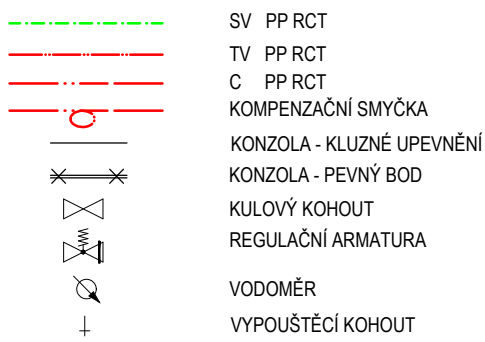 SV PP RCT
TV PP RCT
C PP RCT
KOMPENZAČNÍ SMYČKA
KONZOLA - KLUZNÉ UPEVNĚNÍ
KONZOLA - PEVNÝ BOD
KULOVÝ KOHOUT
REGULAČNÍ ARMATURA
VODOMĚR
VYPOUŠTĚCÍ KOHOUT